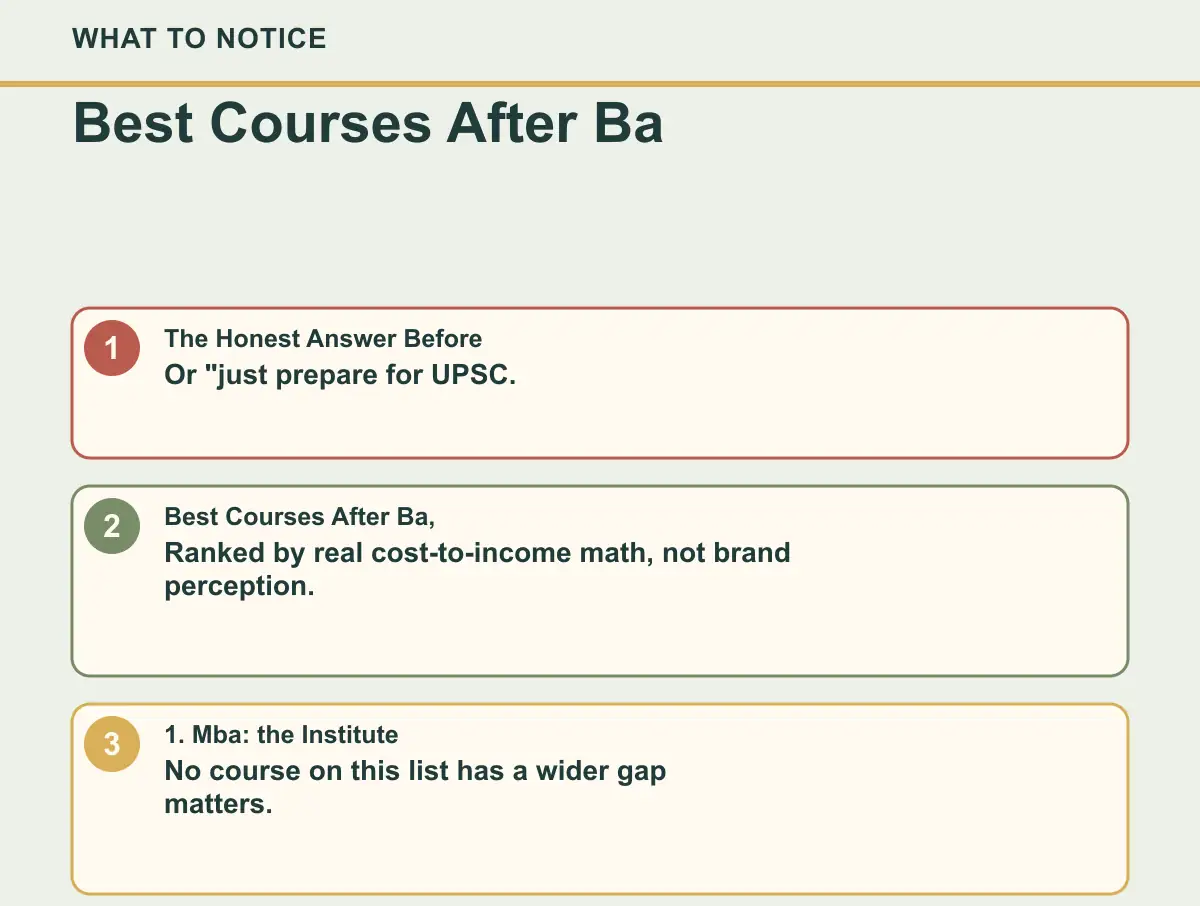 WHAT TO NOTICE
Best Courses After Ba
1
The Honest Answer Before
Or "just prepare for UPSC.
2
Best Courses After Ba,
Ranked by real cost-to-income math, not brand
perception.
3
1. Mba: the Institute
No course on this list has a wider gap
matters.